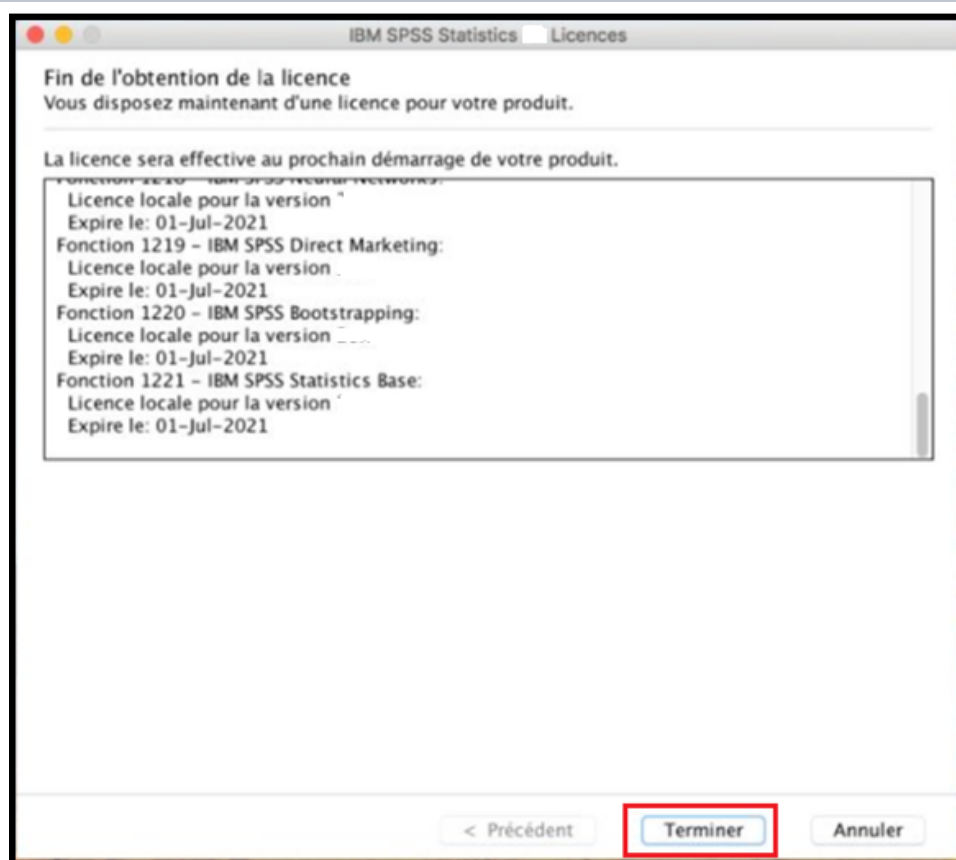 IBM SPSS Statistics Licences
Fin de l'obtention de la licence
Vous disposez maintenant d'une licence pour votre produit.
La licence sera effective au prochain démarrage de votre produit.
Licence locale pour la version
Expire le: 01-Jul-2021
Fonction 1219 – IBM SPSS Direct Marketing:
Licence locale pour la version
Expire le: 01-Jul-2021
Fonction 1220 – IBM SPSS Bootstrapping:
Licence locale pour la version
Expire le: 01-Jul-2021
Fonction 1221 – IBM SPSS Statistics Base:
Licence locale pour la version
Expire le: 01-Jul-2021
< Précédent Terminer Annuler